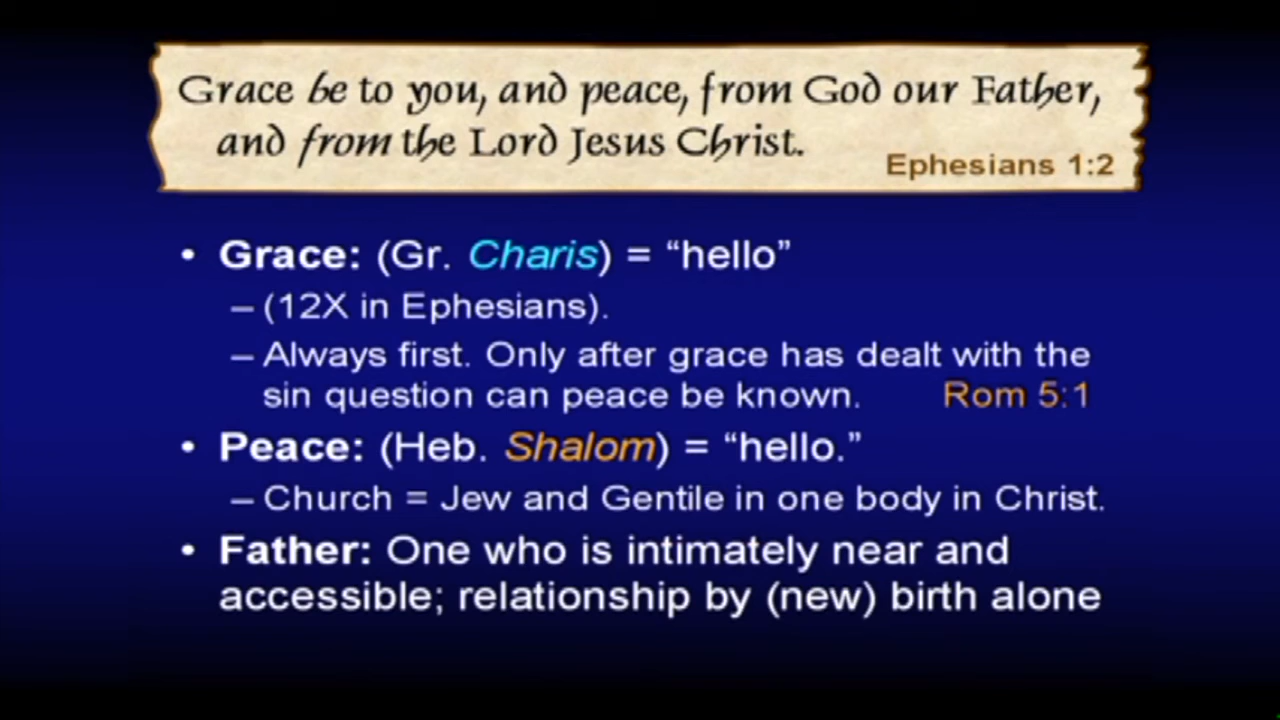 Grace be to you, and peace, from God our Father,
and from the Lord Jesus Christ.
Ephesians 1:2
• Grace: (Gr. Charis) = “hello”
– (12X in Ephesians).
– Always first. Only after grace has dealt with the
sin question can peace be known. Rom 5:1
• Peace: (Heb. Shalom) = “hello.”
– Church = Jew and Gentile in one body in Christ.
• Father: One who is intimately near and
accessible; relationship by (new) birth alone